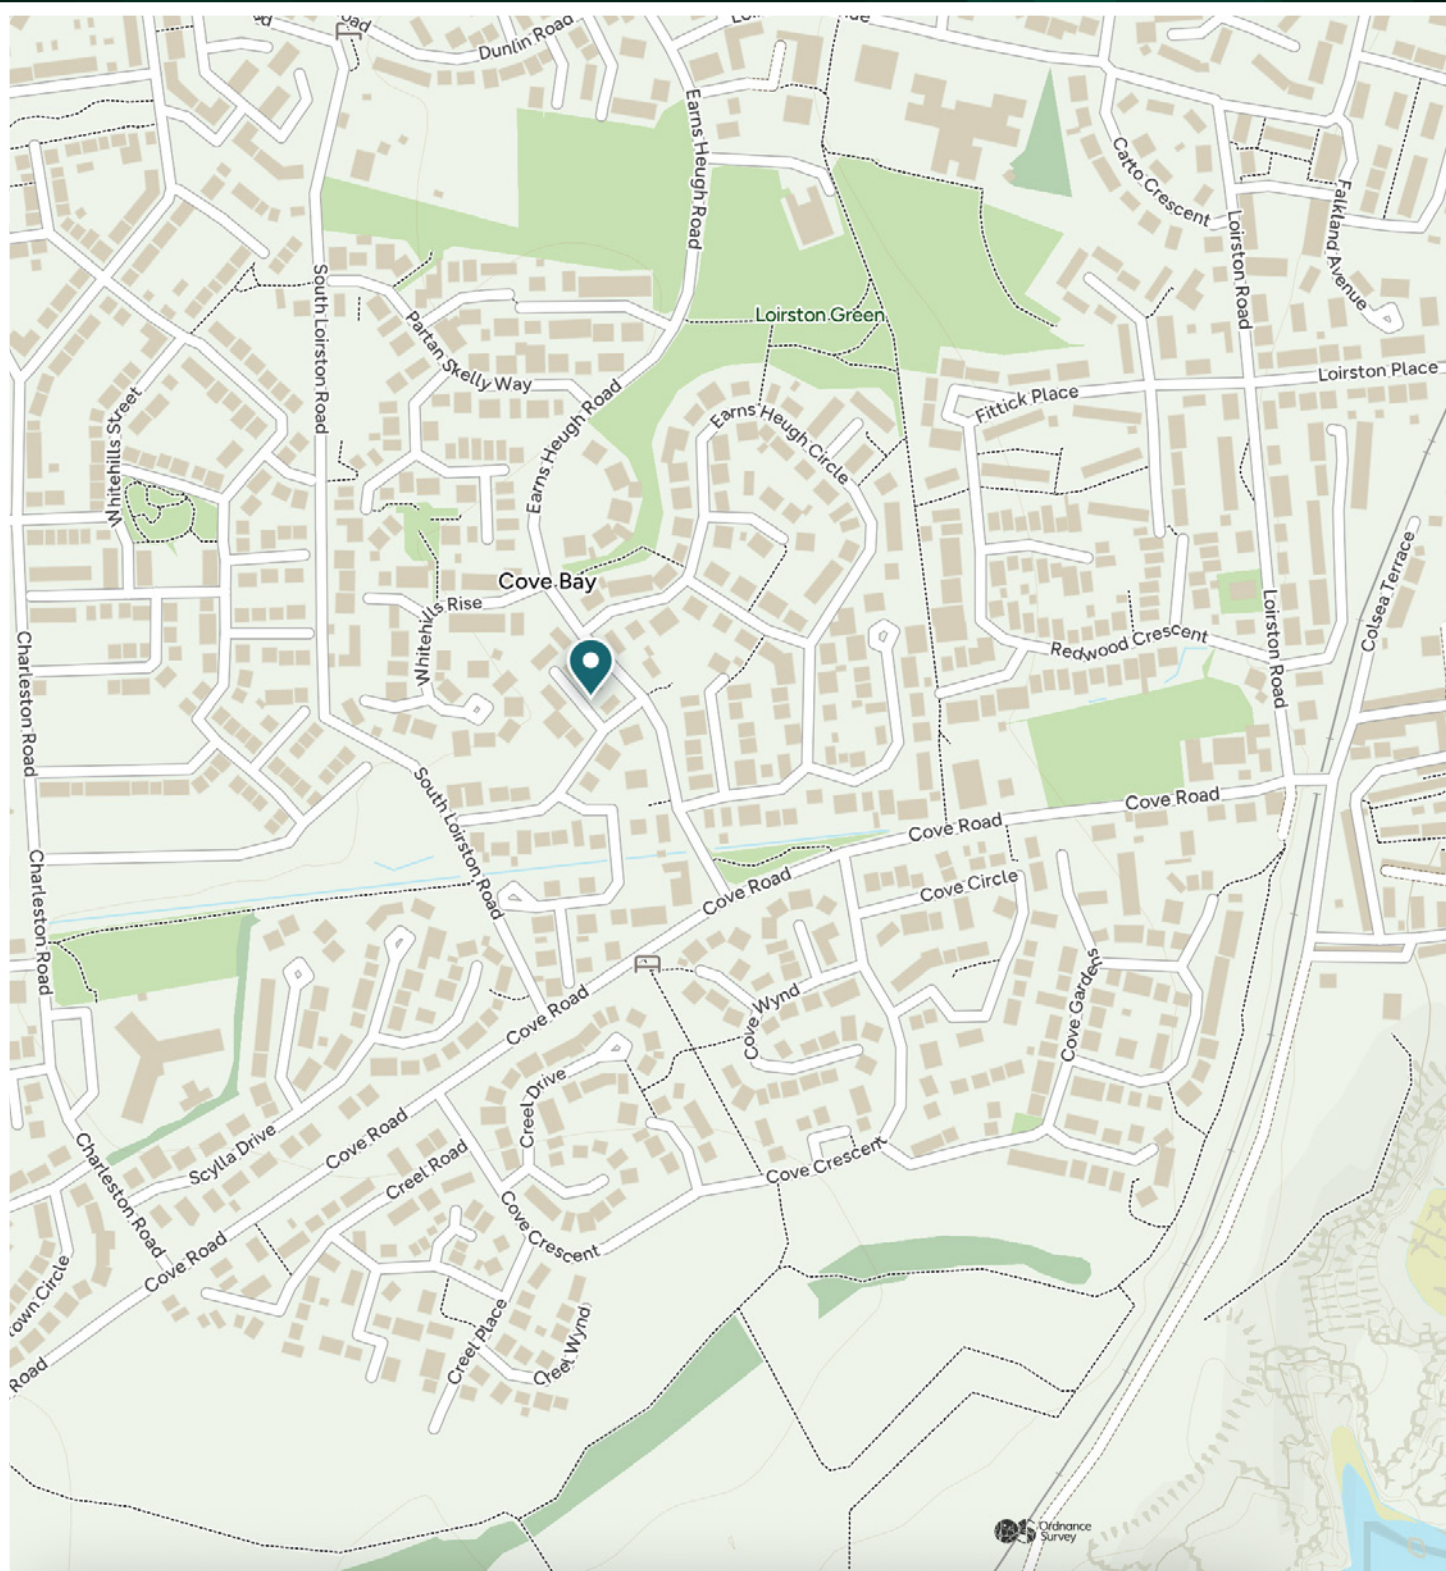 Dunlin Road
Earns Heugh Road
Catto Crescent
Falkland Avenue
Loirston Road
South Loirston Road
Loirston Green
Partan Skelly Way
Loirston Place
Whitehills Street
Earns Heugh Road
Earns Heugh Circle
Fittick Place
Cove Bay
Colsea Terrace
Whitehills Rise
Loirston Road
Redwood Crescent
Charleston Road
South Loirston Road
Cove Road
Cove Road
Charleston Road
Cove Road
Cove Circle
Cove Road
Cove Wynd
Cove Gardens
Creel Drive
Scylla Drive
Cove Road
Creel Road
Charleston Road
Cove Crescent
Cove Crescent
Cove Road
town Circle
Road
Creel Place
Creel Wynd
Ordnance
Survey